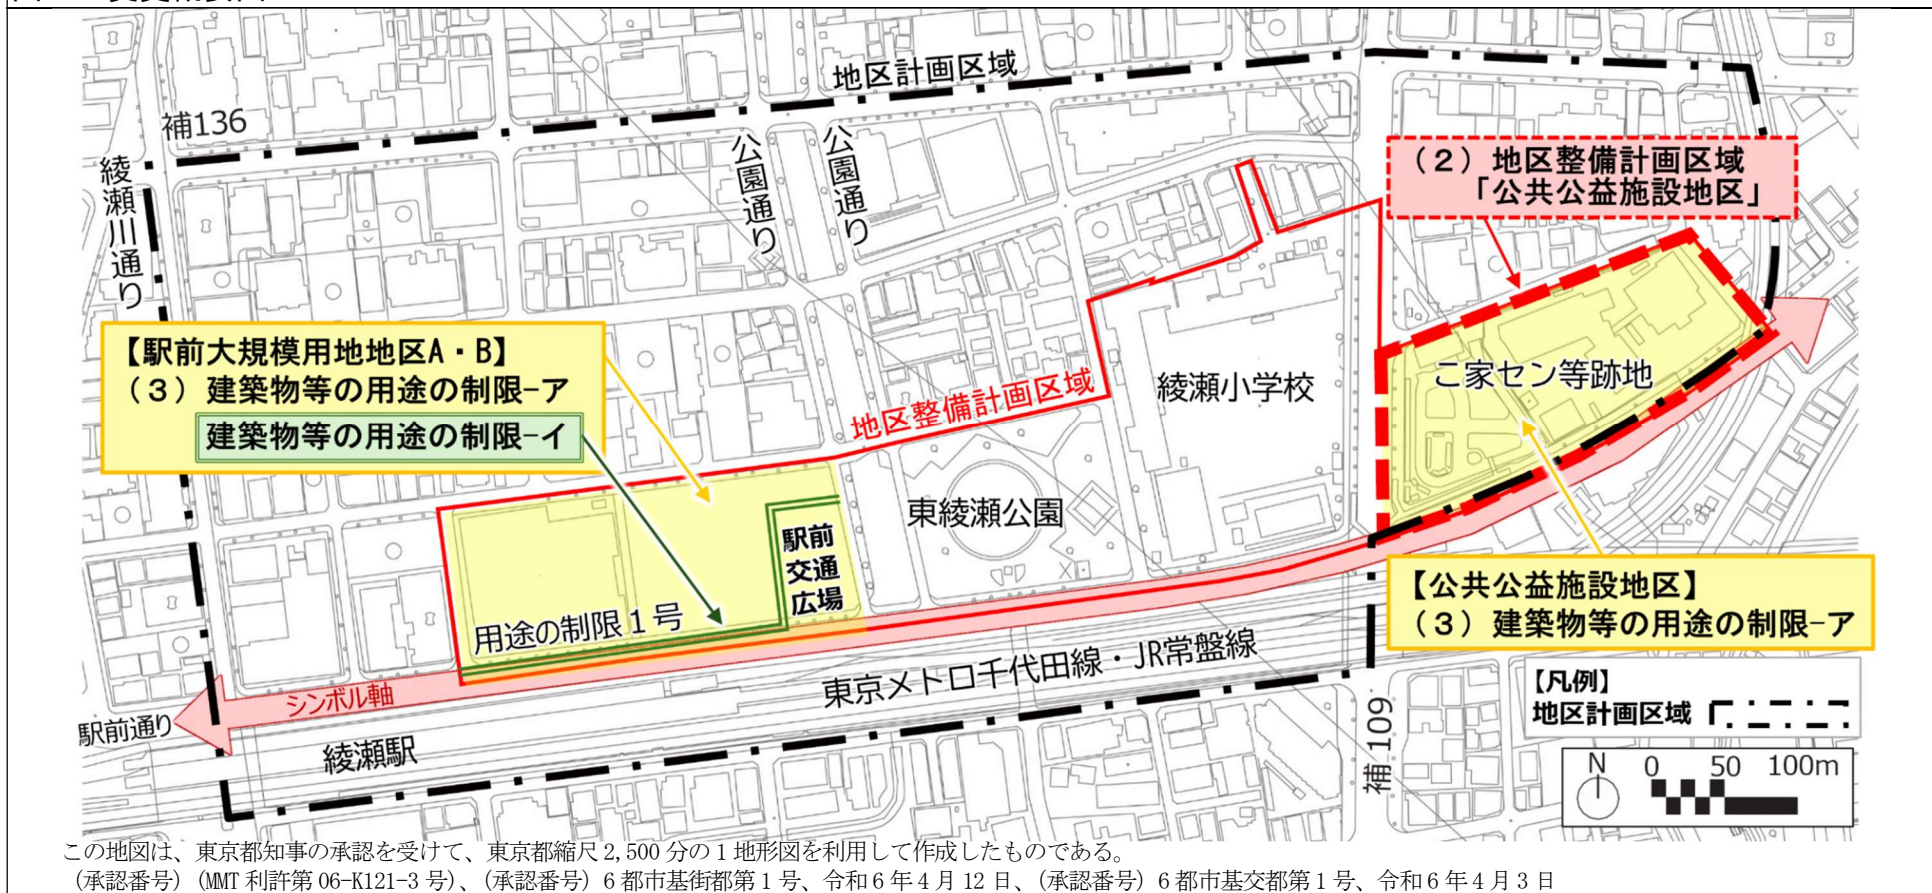 地区計画区域
補136
綾瀬川通り
公園通り
公園通り
（２）地区整備計画区域
「公共公益施設地区」
【駅前大規模用地地区A・B】
（３）建築物等の用途の制限−ア
建築物等の用途の制限−イ
地区整備計画区域
綾瀬小学校
こ家セン等跡地
東綾瀬公園
駅前
交通
広場
用途の制限１号
【公共公益施設地区】
（３）建築物等の用途の制限−ア
シンボル軸
駅前通り
綾瀬駅
東京メトロ千代田線・JR常盤線
補109
【凡例】
地区計画区域
N 0 50 100m
この地図は、東京都知事の承認を受けて、東京都縮尺2,500分の1地形図を利用して作成したものである。
(承認番号)（MMT利許第06-K121-3号）、(承認番号) 6都市基街都第1号、令和6年4月12日、(承認番号) 6都市基交都第1号、令和6年4月3日